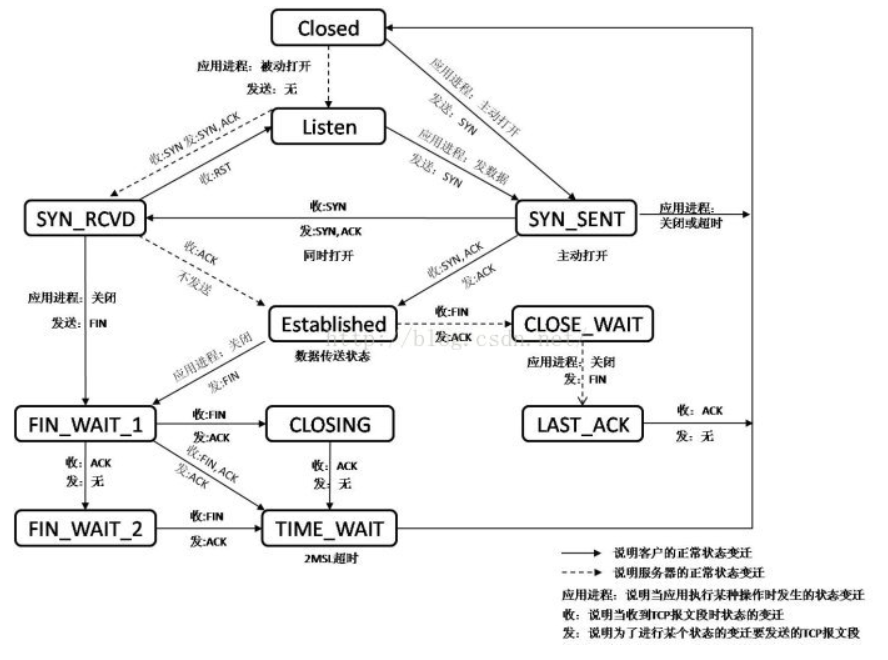 Closed
应用进程：被动打开
发送：无
应用进程：主动打开
发送：SYN
Listen
收:SYN 发:SYN,ACK
收:RST
应用进程：发数据
发送：SYN
SYN_RCVD
收:SYN
发:SYN,ACK
同时打开
SYN_SENT
主动打开
应用进程：
关闭或超时
收:ACK
不发送
收:SYN,ACK
发:ACK
应用进程：关闭
发送：FIN
Established
数据传送状态
收:FIN
发:ACK
CLOSE_WAIT
http://blog.csdn.net/
应用进程：关闭
发:FIN
应用进程：关闭
发：FIN
FIN_WAIT_1
收:FIN
发:ACK
CLOSING
LAST_ACK
收：ACK
发：无
收：ACK
发：无
收:FIN,ACK
发:ACK
收：ACK
发：无
FIN_WAIT_2
收:FIN
发:ACK
TIME_WAIT
2MSL超时
说明客户的正常状态变迁
说明服务器的正常状态变迁
应用进程：说明当应用执行某种操作时发生的状态变迁
收：说明当收到TCP报文段时状态的变迁
发：说明为了进行某个状态的变迁要发送的TCP报文段